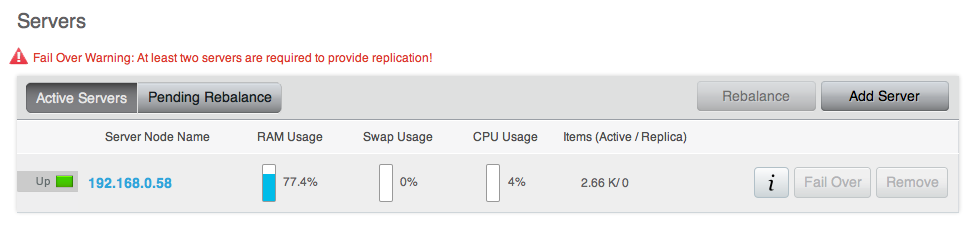 Servers
Fail Over Warning: At least two servers are required to provide replication!
Active Servers Pending Rebalance Rebalance Add Server
Server Node Name RAM Usage Swap Usage CPU Usage Items (Active / Replica)
Up 192.168.0.58 77.4% 0% 4% 2.66 K/0 i Fail Over Remove